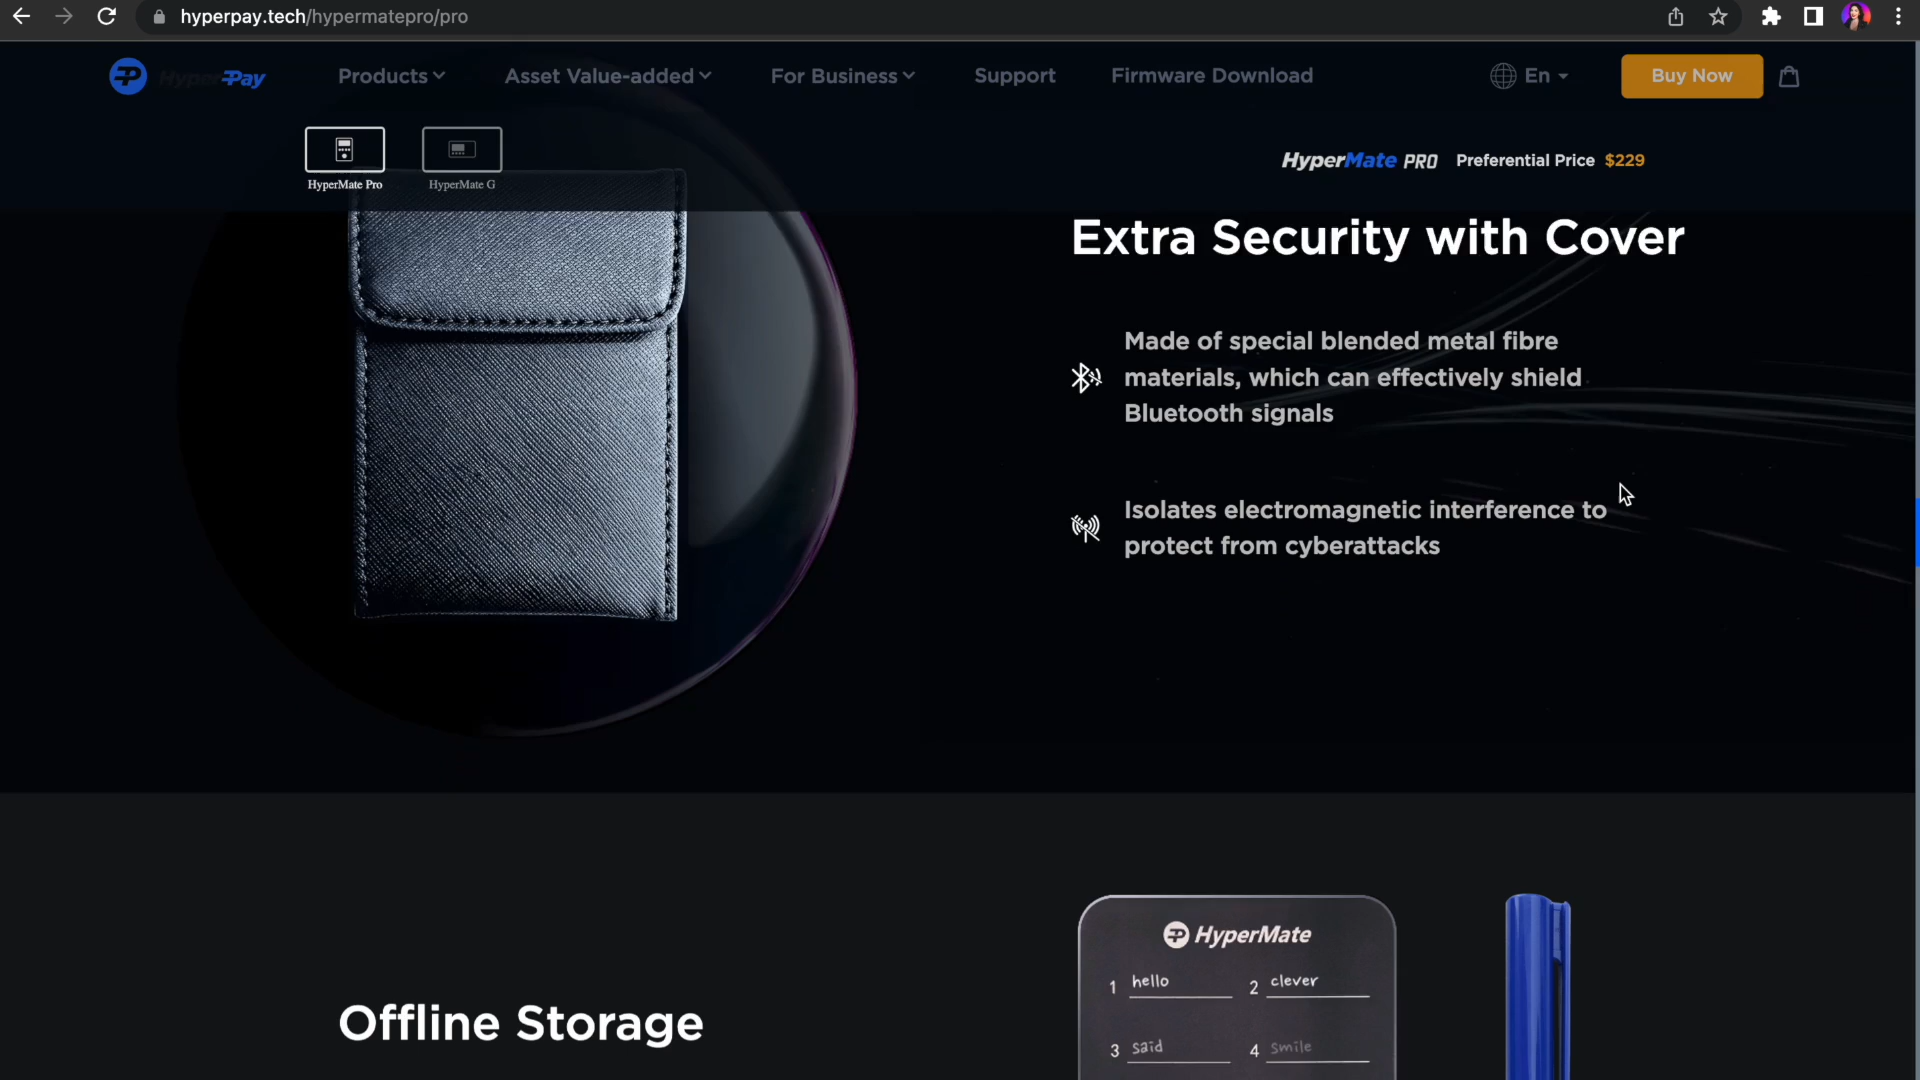 hyperpay.tech/hypermatepro/pro
HyperPay
Products
Asset Value-added
For Business
Support
Firmware Download
En
Buy Now
HyperMate Pro
HyperMate G
HyperMate PRO Preferential Price $229
Extra Security with Cover
Made of special blended metal fibre
materials, which can effectively shield
Bluetooth signals
Isolates electromagnetic interference to
protect from cyberattacks
Offline Storage
HyperMate
1 hello 2 clever
3 said 4 smile